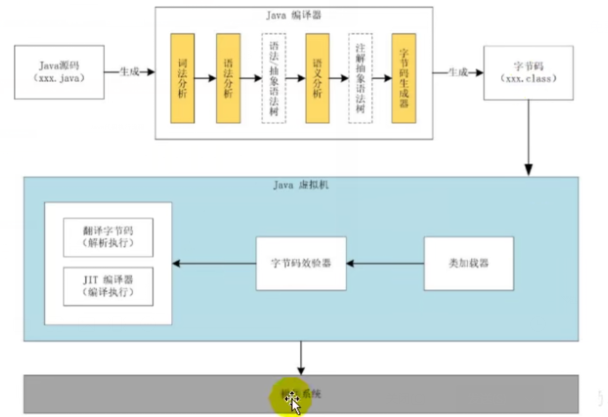 Java 编译器
Java源码
（xxx.java）
生成
词法分析
语法分析
语法/抽象语法树
语义分析
注解抽象语法树
字节码生成器
生成
字节码
（xxx.class）
Java 虚拟机
翻译字节码
（解析执行）
JIT 编译器
（编译执行）
字节码效验器
类加载器
系统